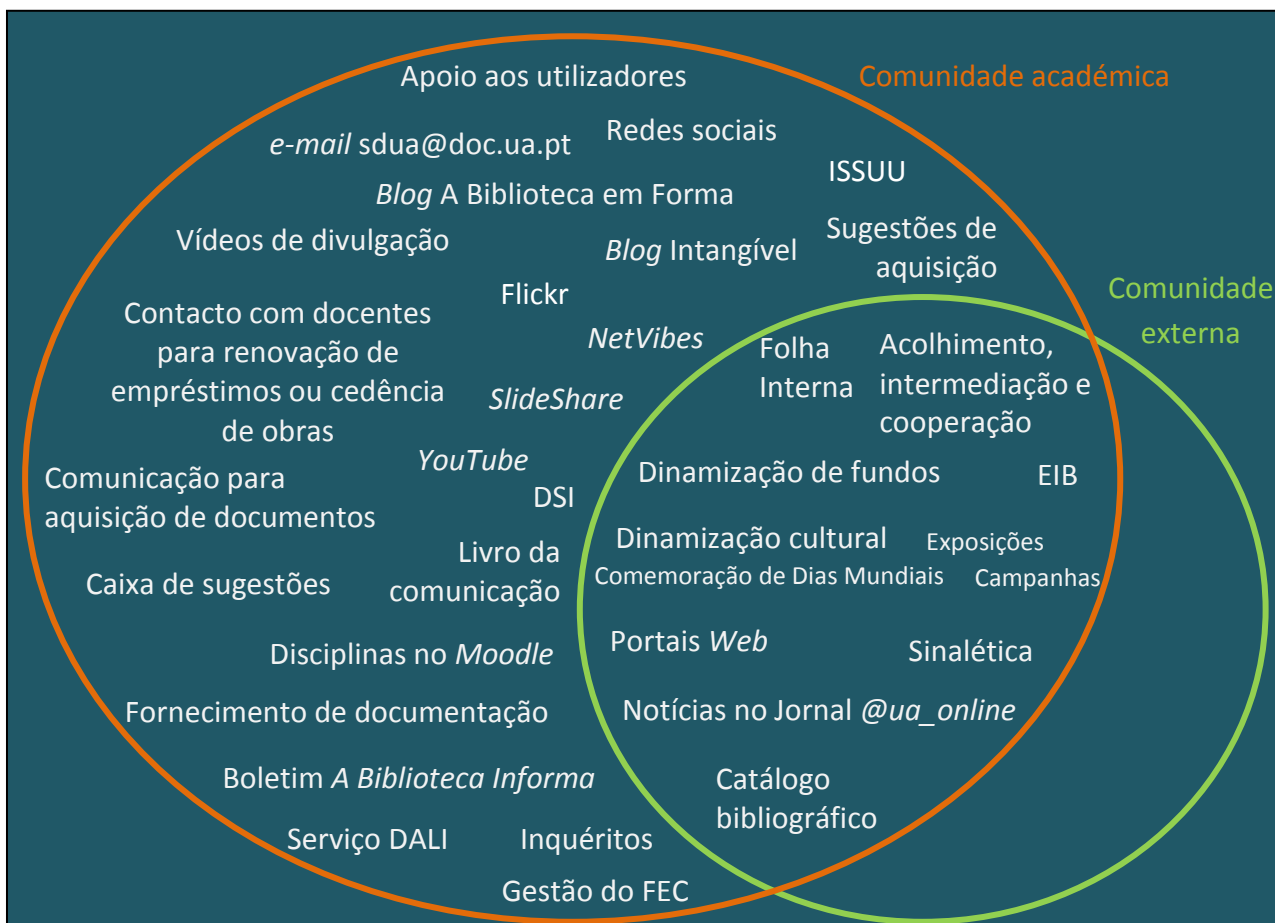 Apoio aos utilizadores
Comunidade académica
e-mail sdua@doc.ua.pt
Redes sociais
ISSUU
Blog A Biblioteca em Forma
Vídeos de divulgação
Blog Intangível
Sugestões de
aquisição
Flickr
Comunidade
externa
Contacto com docentes
para renovação de
empréstimos ou cedência
de obras
NetVibes
Folha
Interna
Acolhimento,
intermediação e
cooperação
SlideShare
YouTube
Dinamização de fundos
EIB
Comunicação para
aquisição de documentos
DSI
Dinamização cultural
Exposições
Livro da
comunicação
Comemoração de Dias Mundiais
Campanhas
Caixa de sugestões
Disciplinas no Moodle
Portais Web
Sinalética
Fornecimento de documentação
Notícias no Jornal @ua_online
Boletim A Biblioteca Informa
Catálogo
bibliográfico
Serviço DALI
Inquéritos
Gestão do FEC